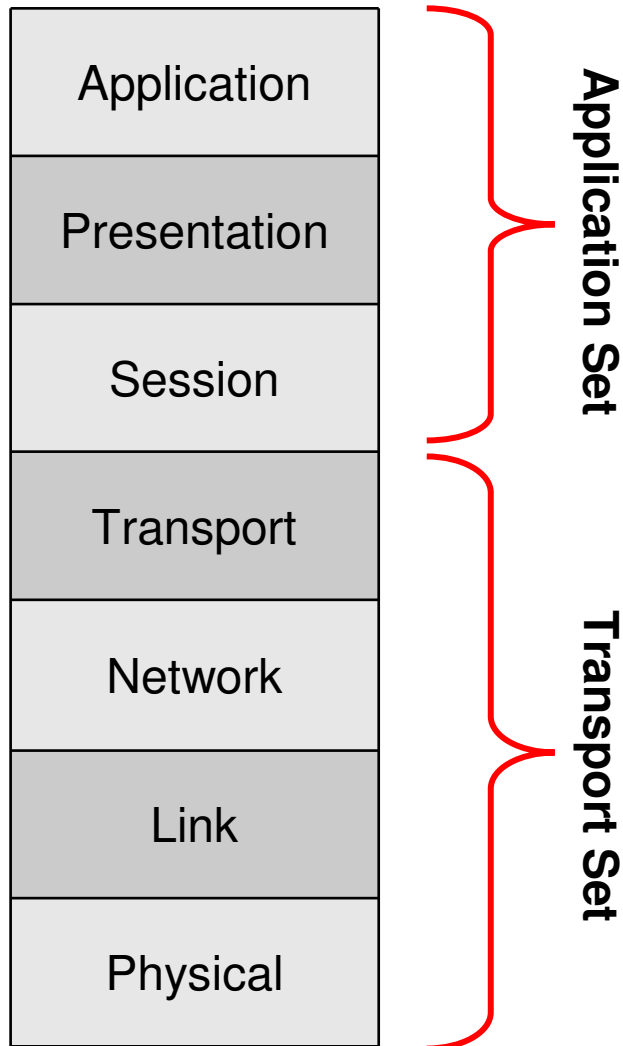 Application
Presentation
Session
Transport
Network
Link
Physical
Application Set
Transport Set